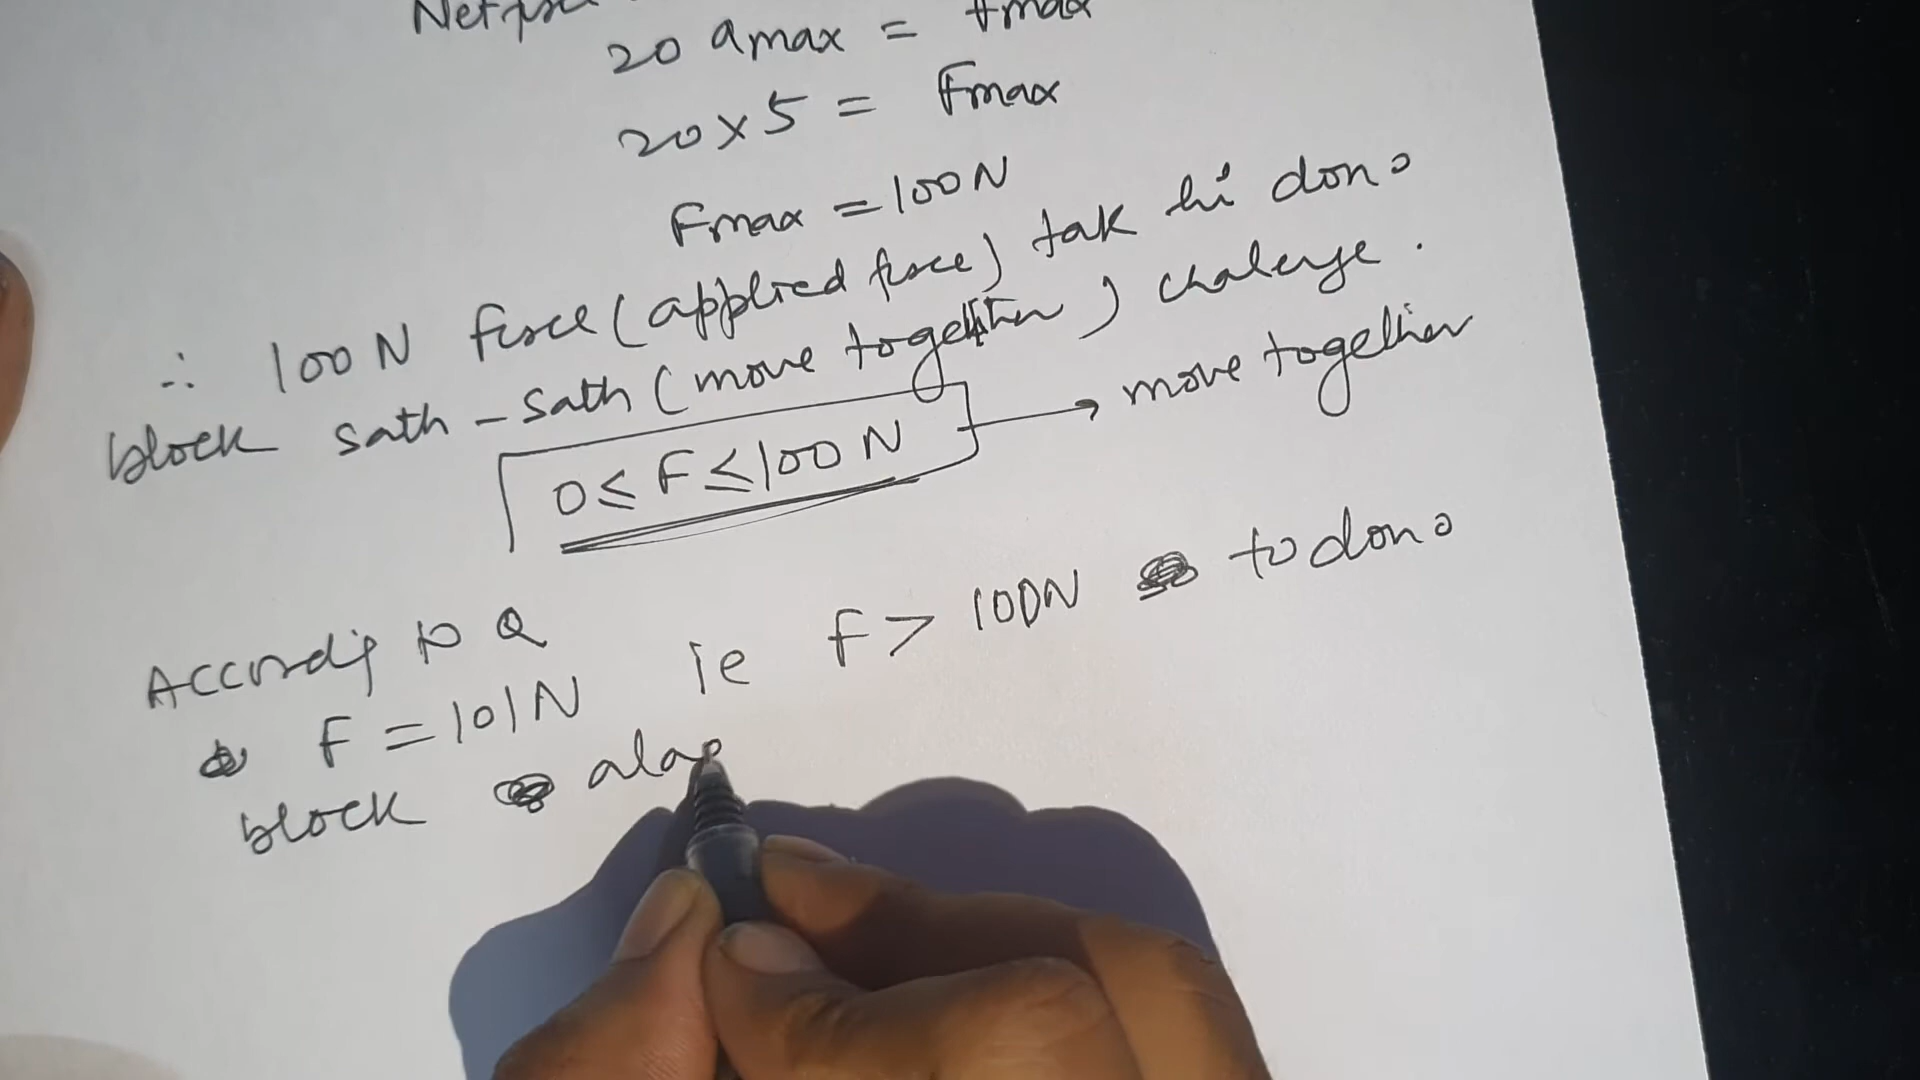 20 amax = Fmax
20 x 5 = Fmax
Fmax = 100 N
∴ 100 N force (applied force) tak hi dono
block sath - sath (move together) chalenge.
0 ≤ F ≤ 100 N → move together
According to Q
F = 101 N ie F > 100N to dono
block alag